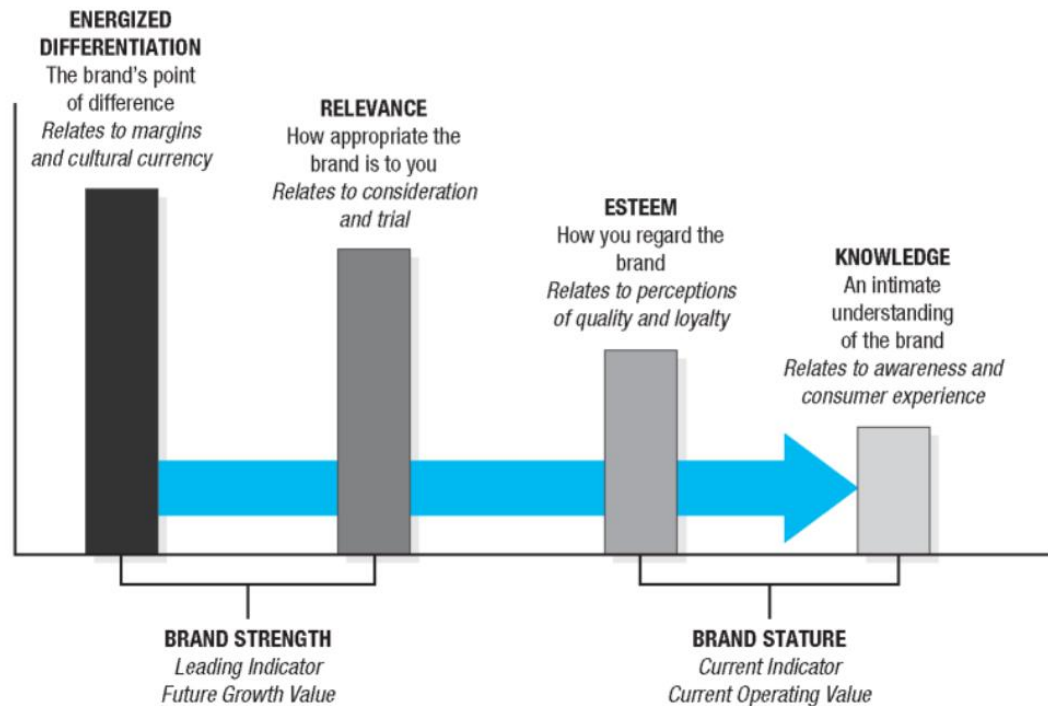 ENERGIZED
DIFFERENTIATION
The brand’s point
of difference
Relates to margins
and cultural currency
RELEVANCE
How appropriate the
brand is to you
Relates to consideration
and trial
ESTEEM
How you regard the
brand
Relates to perceptions
of quality and loyalty
KNOWLEDGE
An intimate
understanding
of the brand
Relates to awareness and
consumer experience
BRAND STRENGTH
Leading Indicator
Future Growth Value
BRAND STATURE
Current Indicator
Current Operating Value